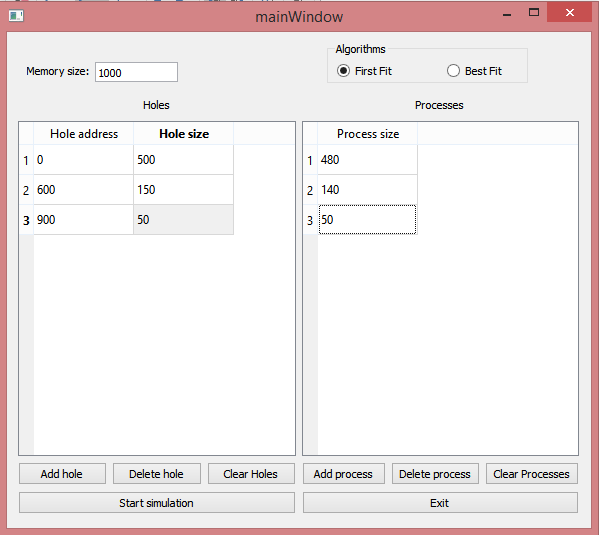 mainWindow
Algorithms
Memory size: 1000
First Fit Best Fit
Holes Processes
Hole address Hole size
1 0 500
2 600 150
3 900 50
Process size
1 480
2 140
3 50
Add hole Delete hole Clear Holes Add process Delete process Clear Processes
Start simulation Exit